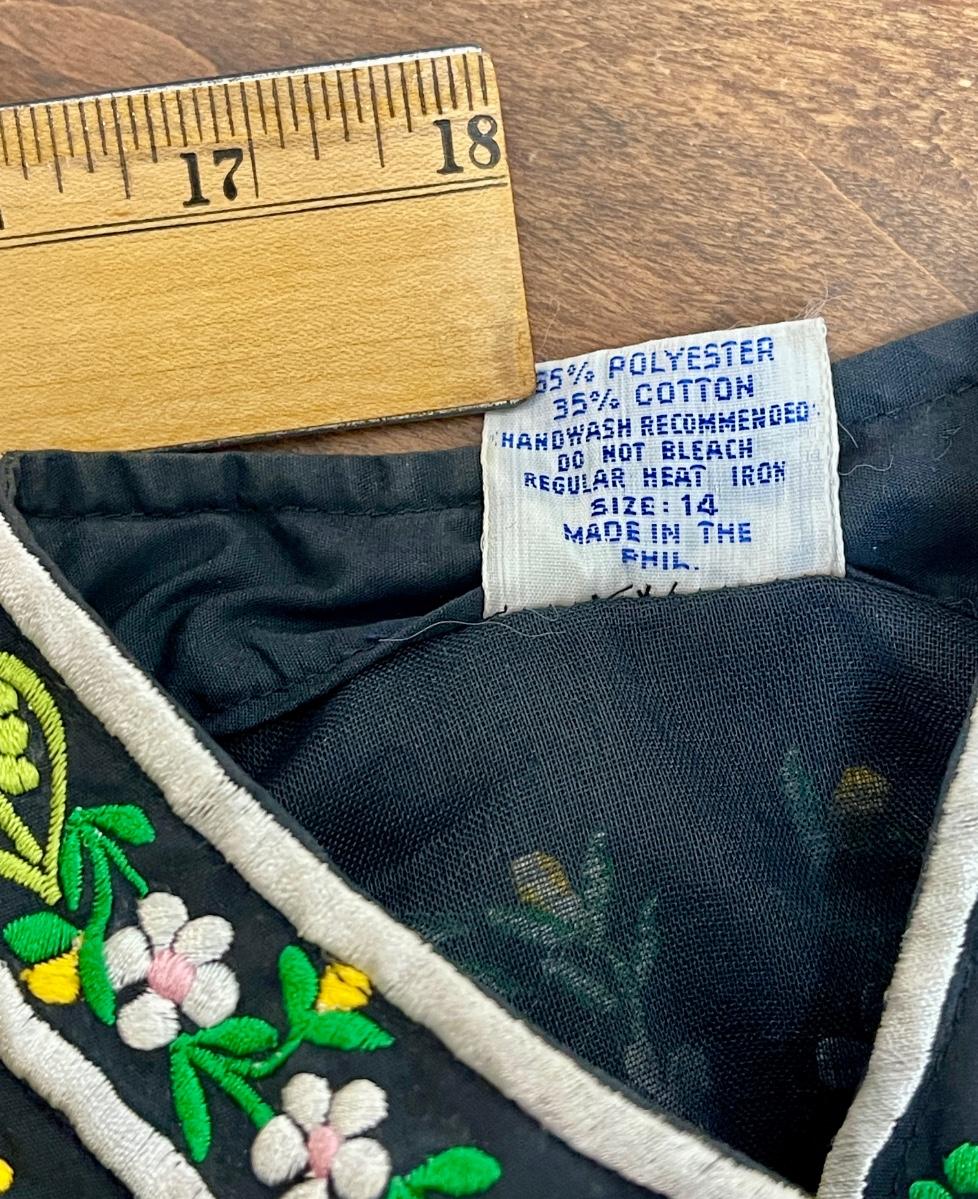 17 18
65% POLYESTER
35% COTTON
"HANDWASH RECOMMENDED"
DO NOT BLEACH
REGULAR HEAT IRON
SIZE: 14
MADE IN THE
PHIL.